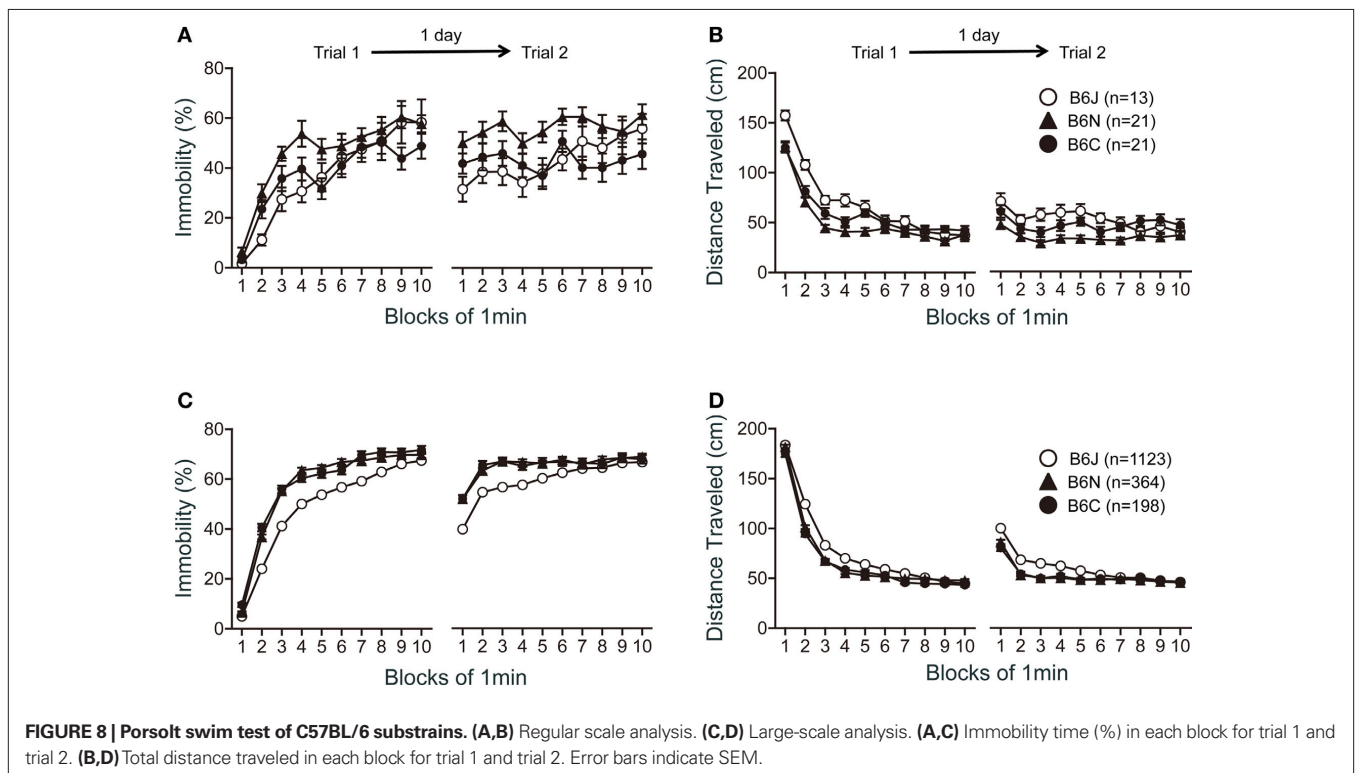 A
1 day
Trial 1
Trial 2
Immobility (%)
80
60
40
20
0
1 2 3 4 5 6 7 8 9 10
1 2 3 4 5 6 7 8 9 10
Blocks of 1min
B
1 day
Trial 1
Trial 2
Distance Traveled (cm)
200
150
100
50
0
B6J (n=13)
B6N (n=21)
B6C (n=21)
1 2 3 4 5 6 7 8 9 10
1 2 3 4 5 6 7 8 9 10
Blocks of 1min
C
Immobility (%)
80
60
40
20
0
1 2 3 4 5 6 7 8 9 10
1 2 3 4 5 6 7 8 9 10
Blocks of 1min
D
Distance Traveled (cm)
200
150
100
50
0
B6J (n=1123)
B6N (n=364)
B6C (n=198)
1 2 3 4 5 6 7 8 9 10
1 2 3 4 5 6 7 8 9 10
Blocks of 1min
FIGURE 8 | Porsolt swim test of C57BL/6 substrains. (A,B) Regular scale analysis. (C,D) Large-scale analysis. (A,C) Immobility time (%) in each block for trial 1 and
trial 2. (B,D) Total distance traveled in each block for trial 1 and trial 2. Error bars indicate SEM.